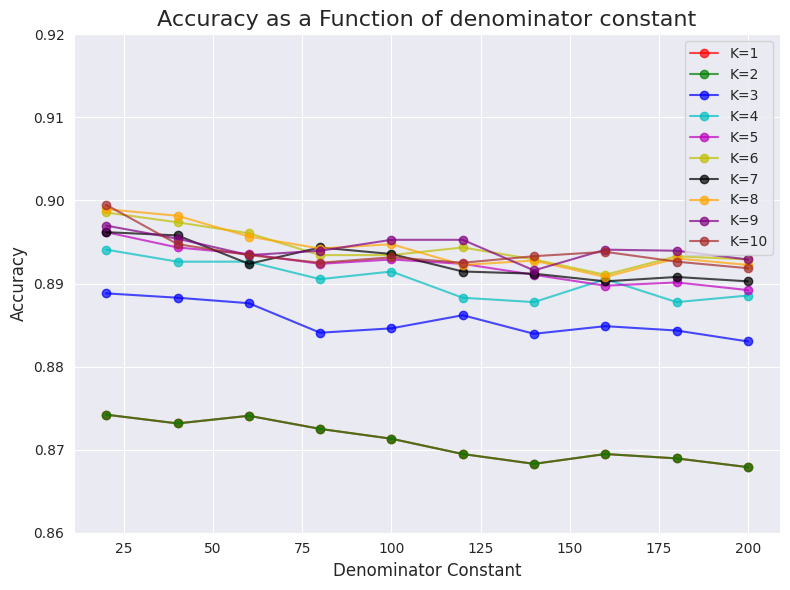 Accuracy as a Function of denominator constant
0.92
0.91
0.90
0.89
0.88
0.87
0.86
Accuracy
25 50 75 100 125 150 175 200
Denominator Constant
K=1
K=2
K=3
K=4
K=5
K=6
K=7
K=8
K=9
K=10